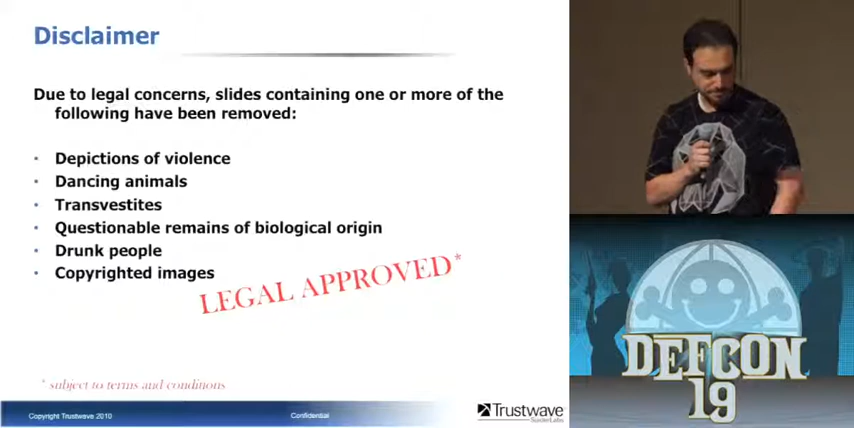 Disclaimer
Due to legal concerns, slides containing one or more of the
following have been removed:
• Depictions of violence
• Dancing animals
• Transvestites
• Questionable remains of biological origin
• Drunk people
• Copyrighted images
LEGAL APPROVED*
* subject to terms and conditions
Copyright Trustwave 2010
Confidential
Trustwave
SpiderLabs
DEFCON
19